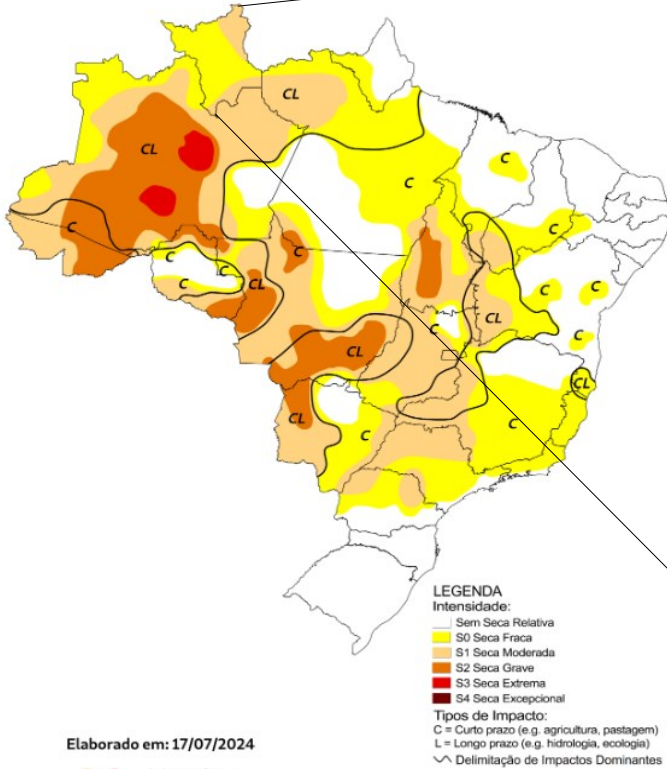 CL
CL
C
C
C
C
C
C
C
CL
C
C
C
CL
C
C
CL
CL
CL
C
C
LEGENDA
Intensidade:
Sem Seca Relativa
S0 Seca Fraca
S1 Seca Moderada
S2 Seca Grave
S3 Seca Extrema
S4 Seca Excepcional
Tipos de Impacto:
C = Curto prazo (e.g. agricultura, pastagem)
L = Longo prazo (e.g. hidrologia, ecologia)
Delimitação de Impactos Dominantes
Elaborado em: 17/07/2024